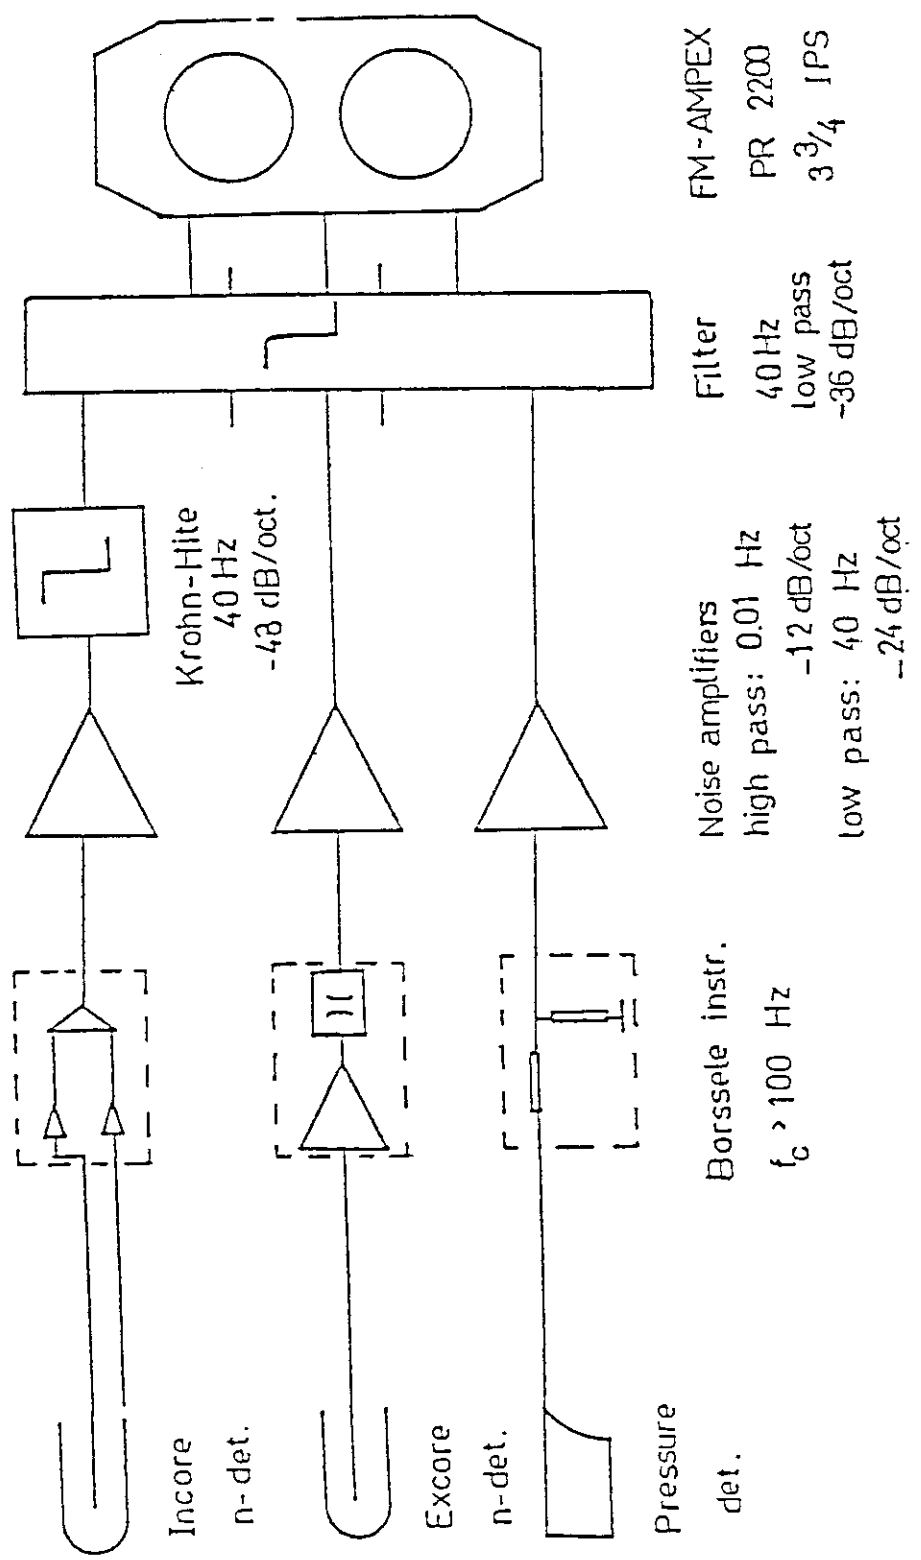 Incore
n-det.
Excore
n-det.
Pressure
det.
Borssele instr.
f_c > 100 Hz
Krohn-Hite
40 Hz
-48 dB/oct.
Noise amplifiers
high pass: 0.01 Hz
-12 dB/oct
low pass: 40 Hz
-24 dB/oct
Filter
40 Hz
low pass
-36 dB/oct
FM-AMPEX
PR 2200
3 3/4 IPS